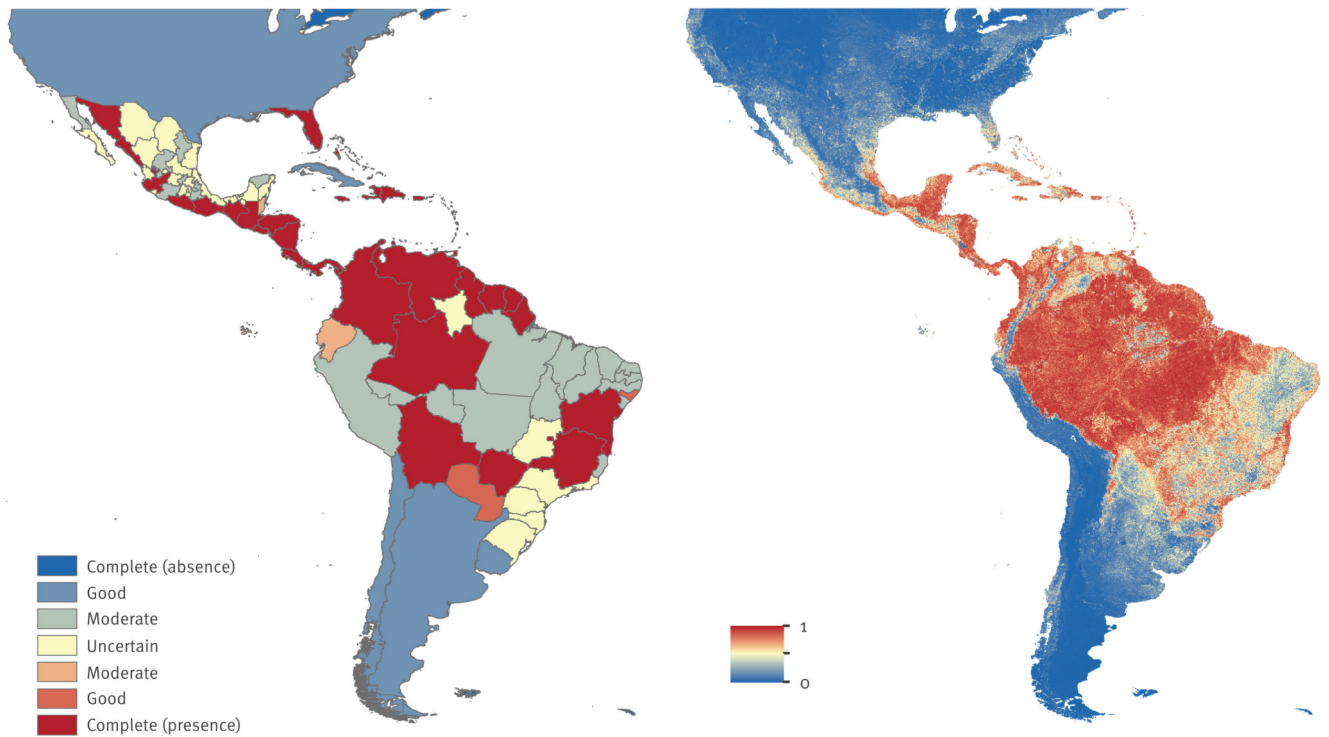 Complete (absence)
Good
Moderate
Uncertain
Moderate
Good
Complete (presence)
1
0